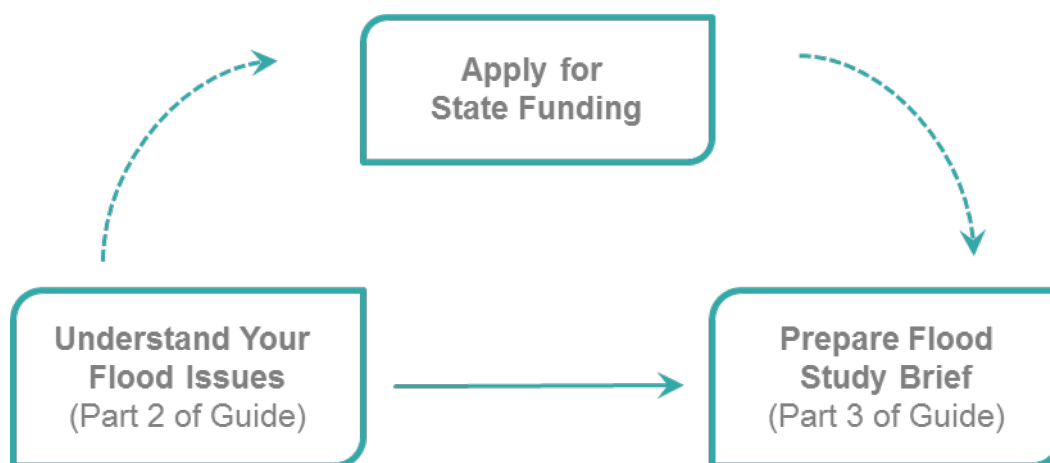 Apply for
State Funding
Understand Your
Flood Issues
(Part 2 of Guide)
Prepare Flood
Study Brief
(Part 3 of Guide)